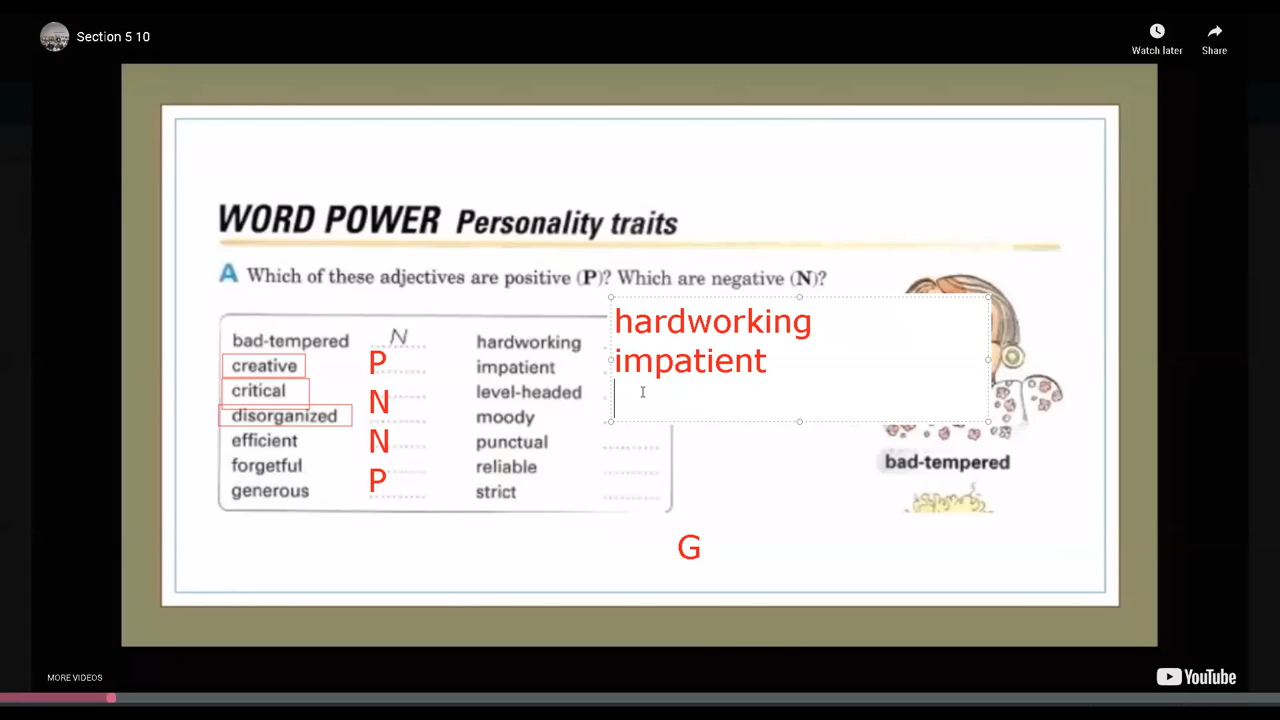 Section 5 10
Watch later
Share
WORD POWER Personality traits
A Which of these adjectives are positive (P)? Which are negative (N)?
bad-tempered N
creative P
critical N
disorganized
efficient N
forgetful
generous P
hardworking
impatient
level-headed
moody
punctual
reliable
strict
hardworking
impatient
bad-tempered
G
MORE VIDEOS
YouTube